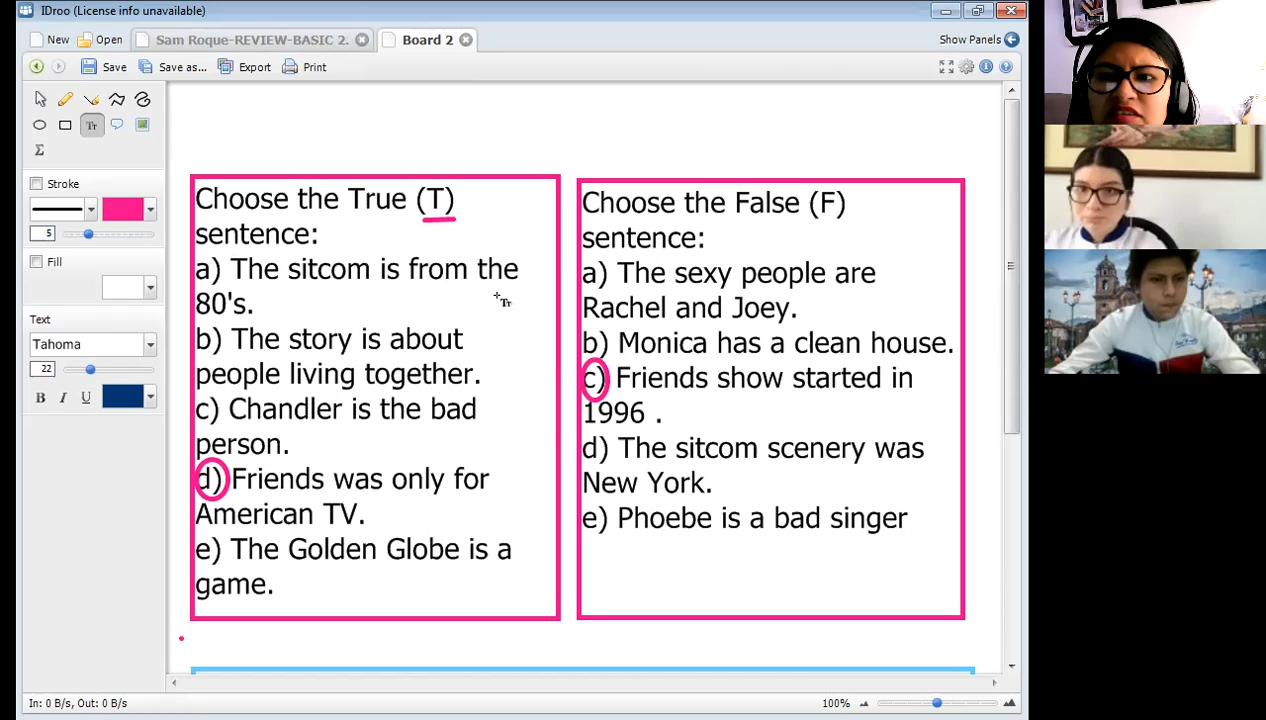 IDroo (License info unavailable)
New Open Sam Roque-REVIEW-BASIC 2. Board 2 Show Panels
Save Save as... Export Print
Tr
Stroke
5
Fill
Text
Tahoma
22
B I U
Choose the True (T)
sentence:
a) The sitcom is from the
80's.
b) The story is about
people living together.
c) Chandler is the bad
person.
d) Friends was only for
American TV.
e) The Golden Globe is a
game.
Choose the False (F)
sentence:
a) The sexy people are
Rachel and Joey.
b) Monica has a clean house.
c) Friends show started in
1996 .
d) The sitcom scenery was
New York.
e) Phoebe is a bad singer
In: 0 B/s, Out: 0 B/s 100%